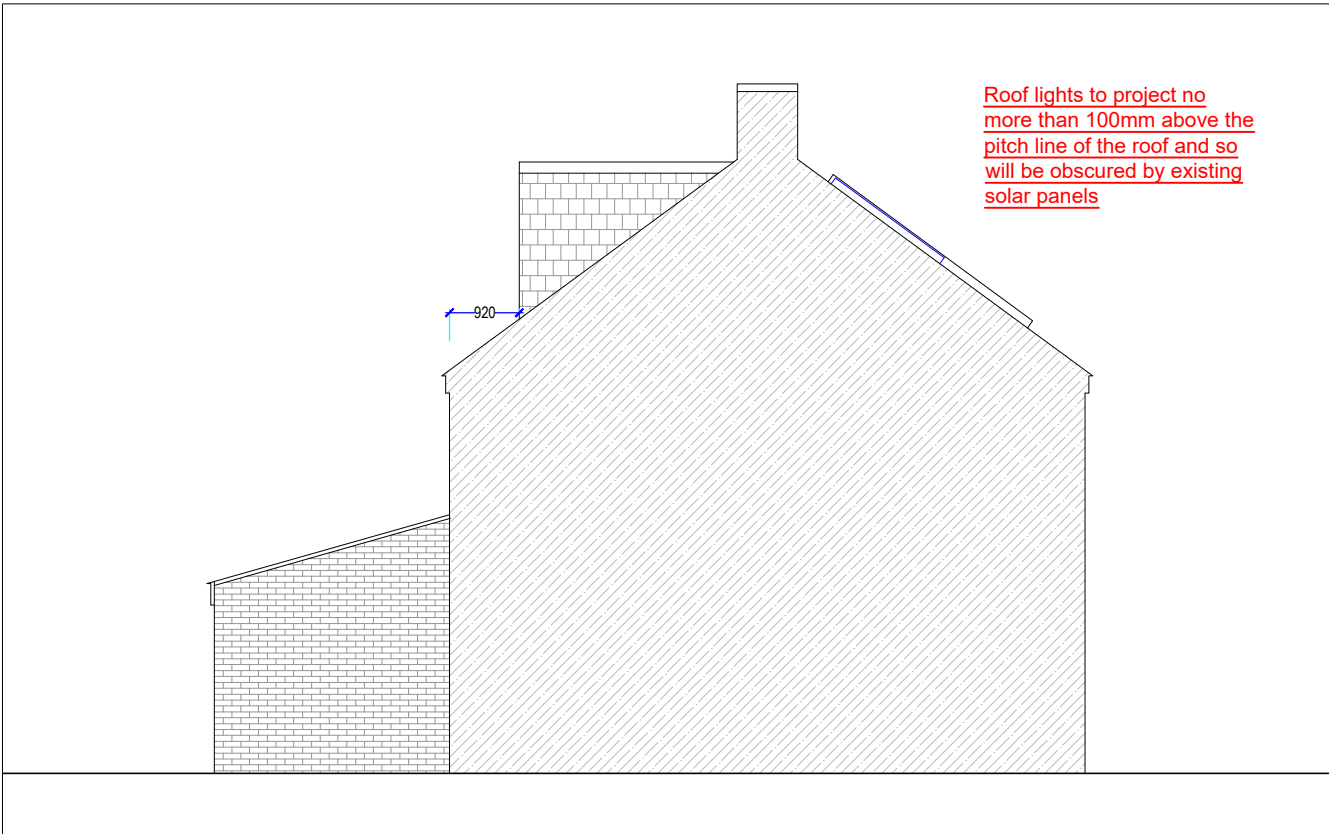 Roof lights to project no
more than 100mm above the
pitch line of the roof and so
will be obscured by existing
solar panels
920